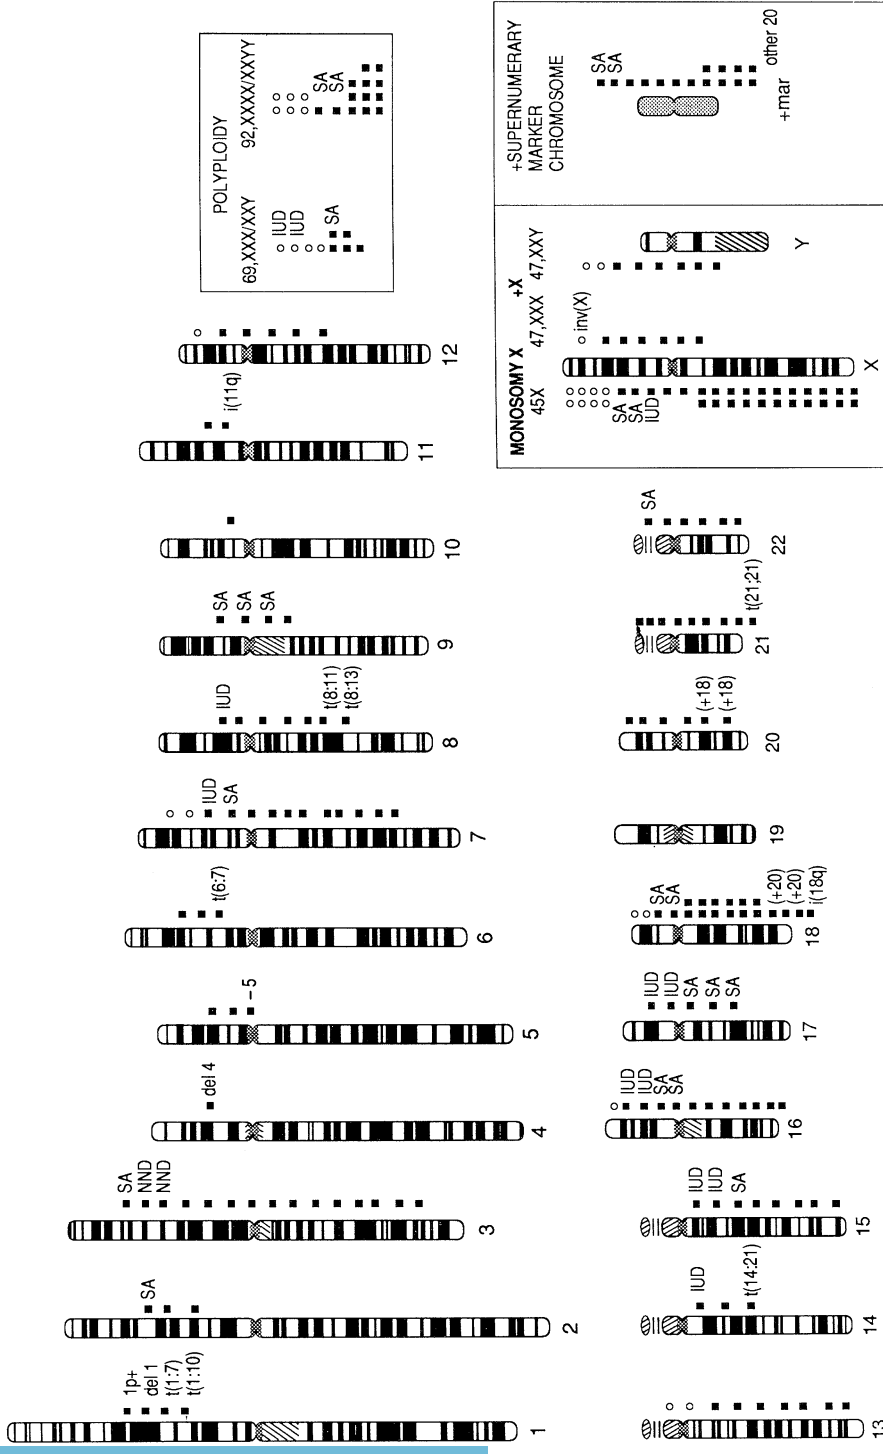 1p+
del 1
t(1:7)
t(1:10)
1
SA
2
SA
NND
NND
3
del 4
4
- 5
5
t(6:7)
6
IUD
SA
7
IUD
t(8:11)
t(8:13)
8
SA
SA
SA
9
10
i(11q)
11
12
POLYPLOIDY
69,XXX/XXY
92,XXXX/XXYY
IUD
IUD
SA
SA
SA
13
IUD
t(14:21)
14
IUD
IUD
SA
15
IUD
IUD
SA
SA
16
IUD
IUD
SA
SA
SA
17
SA
SA
(+20)
(+20)
i(18q)
18
19
(+18)
(+18)
20
t(21;21)
21
SA
22
MONOSOMY X +X
45X 47,XXX 47,XXY
SA
SA
IUD
inv(X)
X
Y
+SUPERNUMERARY
MARKER
CHROMOSOME
SA
SA
+mar
other 20